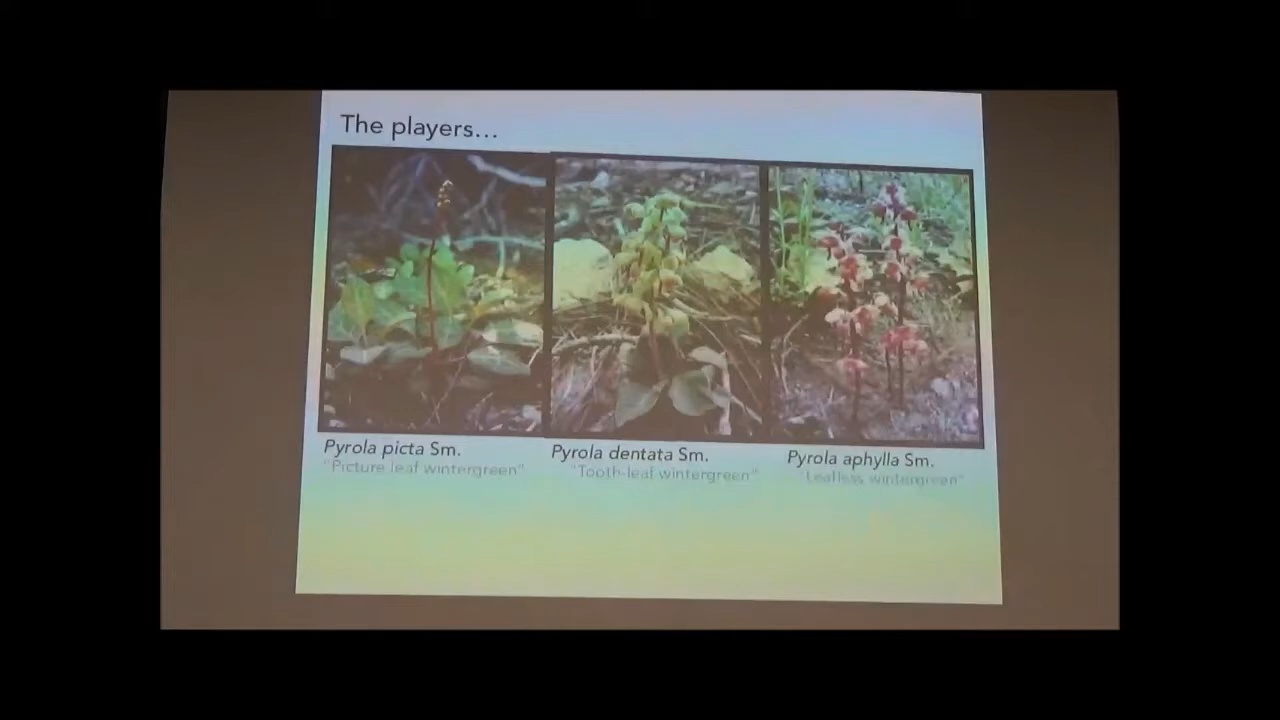 The players...
Pyrola picta Sm.
"Picture leaf wintergreen"
Pyrola dentata Sm.
"Tooth-leaf wintergreen"
Pyrola aphylla Sm.
"Leafless wintergreen"